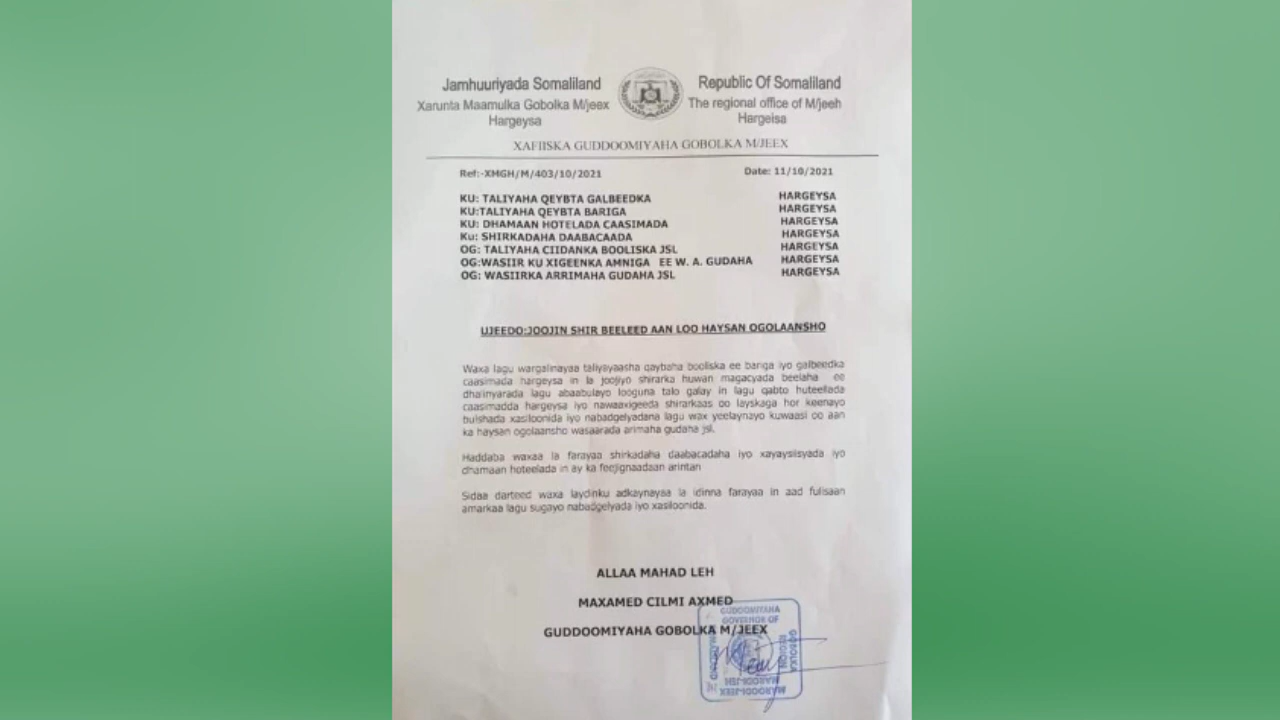 Jamhuuriyada Somaliland
Xarunta Maamulka Gobolka M/jeex
Hargeysa
Republic Of Somaliland
The regional office of M/jeeh
Hargeisa
XAFIISKA GUDDOOMIYAHA GOBOLKA M/JEEX
Ref:-XMGH/M/403/10/2021 Date: 11/10/2021
KU: TALIYAHA QEYBTA GALBEEDKA HARGEYSA
KU:TALIYAHA QEYBTA BARIGA HARGEYSA
KU: DHAMAAN HOTELADA CAASIMADA HARGEYSA
Ku: SHIRKADAHA DAABACAADA HARGEYSA
OG: TALIYAHA CIIDANKA BOOLISKA JSL HARGEYSA
OG:WASIIR KU XIGEENKA AMNIGA EE W. A. GUDAHA HARGEYSA
OG: WASIIRKA ARRIMAHA GUDAHA JSL HARGEYSA
UJEEDO:JOOJIN SHIR BEELEED AAN LOO HAYSAN OGOLAANSHO
Waxa lagu wargalinayaa taliyayaasha qaybaha booliska ee bariga iyo galbeedka
caasimada hargeysa in la joojiyo shirarka huwan magacyada beelaha ee
dhalinyarada lagu abaabulayo looguna talo galay in lagu qabto huteellada
caasimadda hargeysa iyo nawaaxigeeda shirarkaas oo layskaga hor keenayo
bulshada xasiloonida iyo nabadgelyadana lagu wax yeelaynayo kuwaasi oo aan
ka haysan ogolaansho wasaarada arimaha gudaha jsl.
Haddaba waxaa la farayaa shirkadaha daabacadaha iyo xayaysiisyada iyo
dhamaan hoteelada in ay ka feejignaadaan arintan
Sidaa darteed waxa laydinku adkaynayaa la idinna farayaa in aad fulisaan
amarkaa lagu sugayo nabadgelyada iyo xasiloonida.
ALLAA MAHAD LEH
MAXAMED CILMI AXMED
GUDDOOMIYAHA GOBOLKA M/JEEX
GUDOOMIYAHA
GOVERNOR OF
GOBOLKA
REGION
MAROODI-JEH
MAROODIJEEX